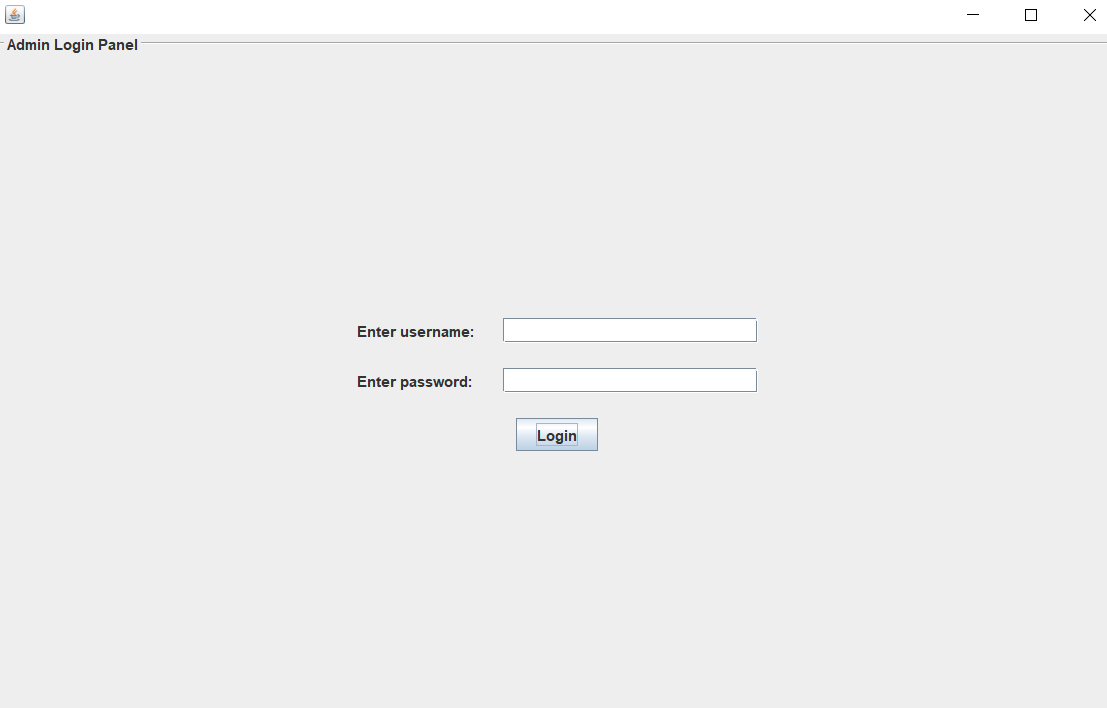 Admin Login Panel
Enter username:
Enter password:
Login